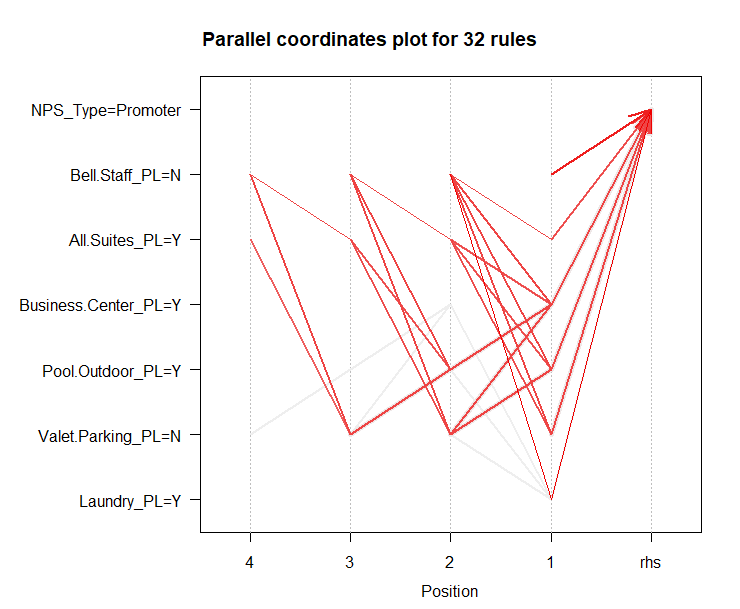 Parallel coordinates plot for 32 rules
NPS_Type=Promoter
Bell.Staff_PL=N
All.Suites_PL=Y
Business.Center_PL=Y
Pool.Outdoor_PL=Y
Valet.Parking_PL=N
Laundry_PL=Y
4 3 2 1 rhs
Position